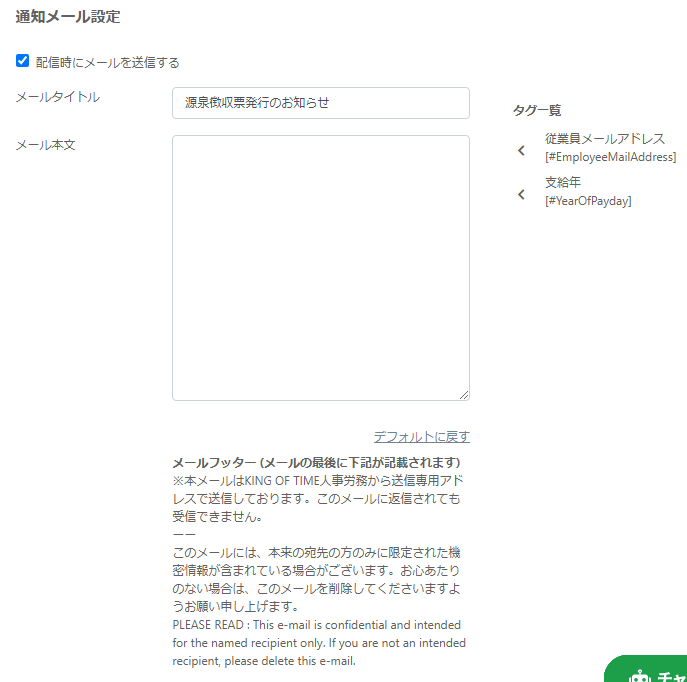 通知メール設定
配信時にメールを送信する
メールタイトル
源泉徴収票発行のお知らせ
メール本文
タグ一覧
従業員メールアドレス
[#EmployeeMailAddress]
支給年
[#YearOfPayday]
デフォルトに戻す
メールフッター (メールの最後に下記が記載されます)
※本メールはKING OF TIME人事労務から送信専用アド
レスで送信しております。このメールに返信されても
受信できません。
ーー
このメールには、本来の宛先の方のみに限定された機
密情報が含まれている場合がございます。お心あたり
のない場合は、このメールを削除してくださいますよ
うお願い申し上げます。
PLEASE READ : This e-mail is confidential and intended
for the named recipient only. If you are not an intended
recipient, please delete this e-mail.